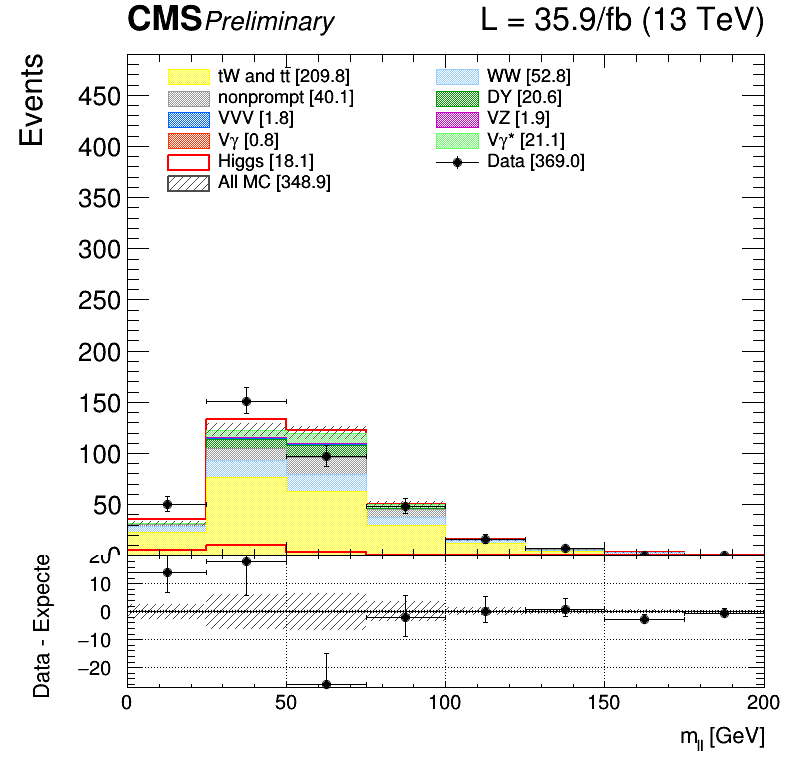 CMS Preliminary L = 35.9/fb (13 TeV)
Events
tW and tt̄ [209.8] WW [52.8]
nonprompt [40.1] DY [20.6]
VVV [1.8] VZ [1.9]
Vγ [0.8] Vγ* [21.1]
Higgs [18.1] Data [369.0]
All MC [348.9]
450
400
350
300
250
200
150
100
50
Data - Expecte
20
10
0
−10
−20
0 50 100 150 200
m_ll [GeV]